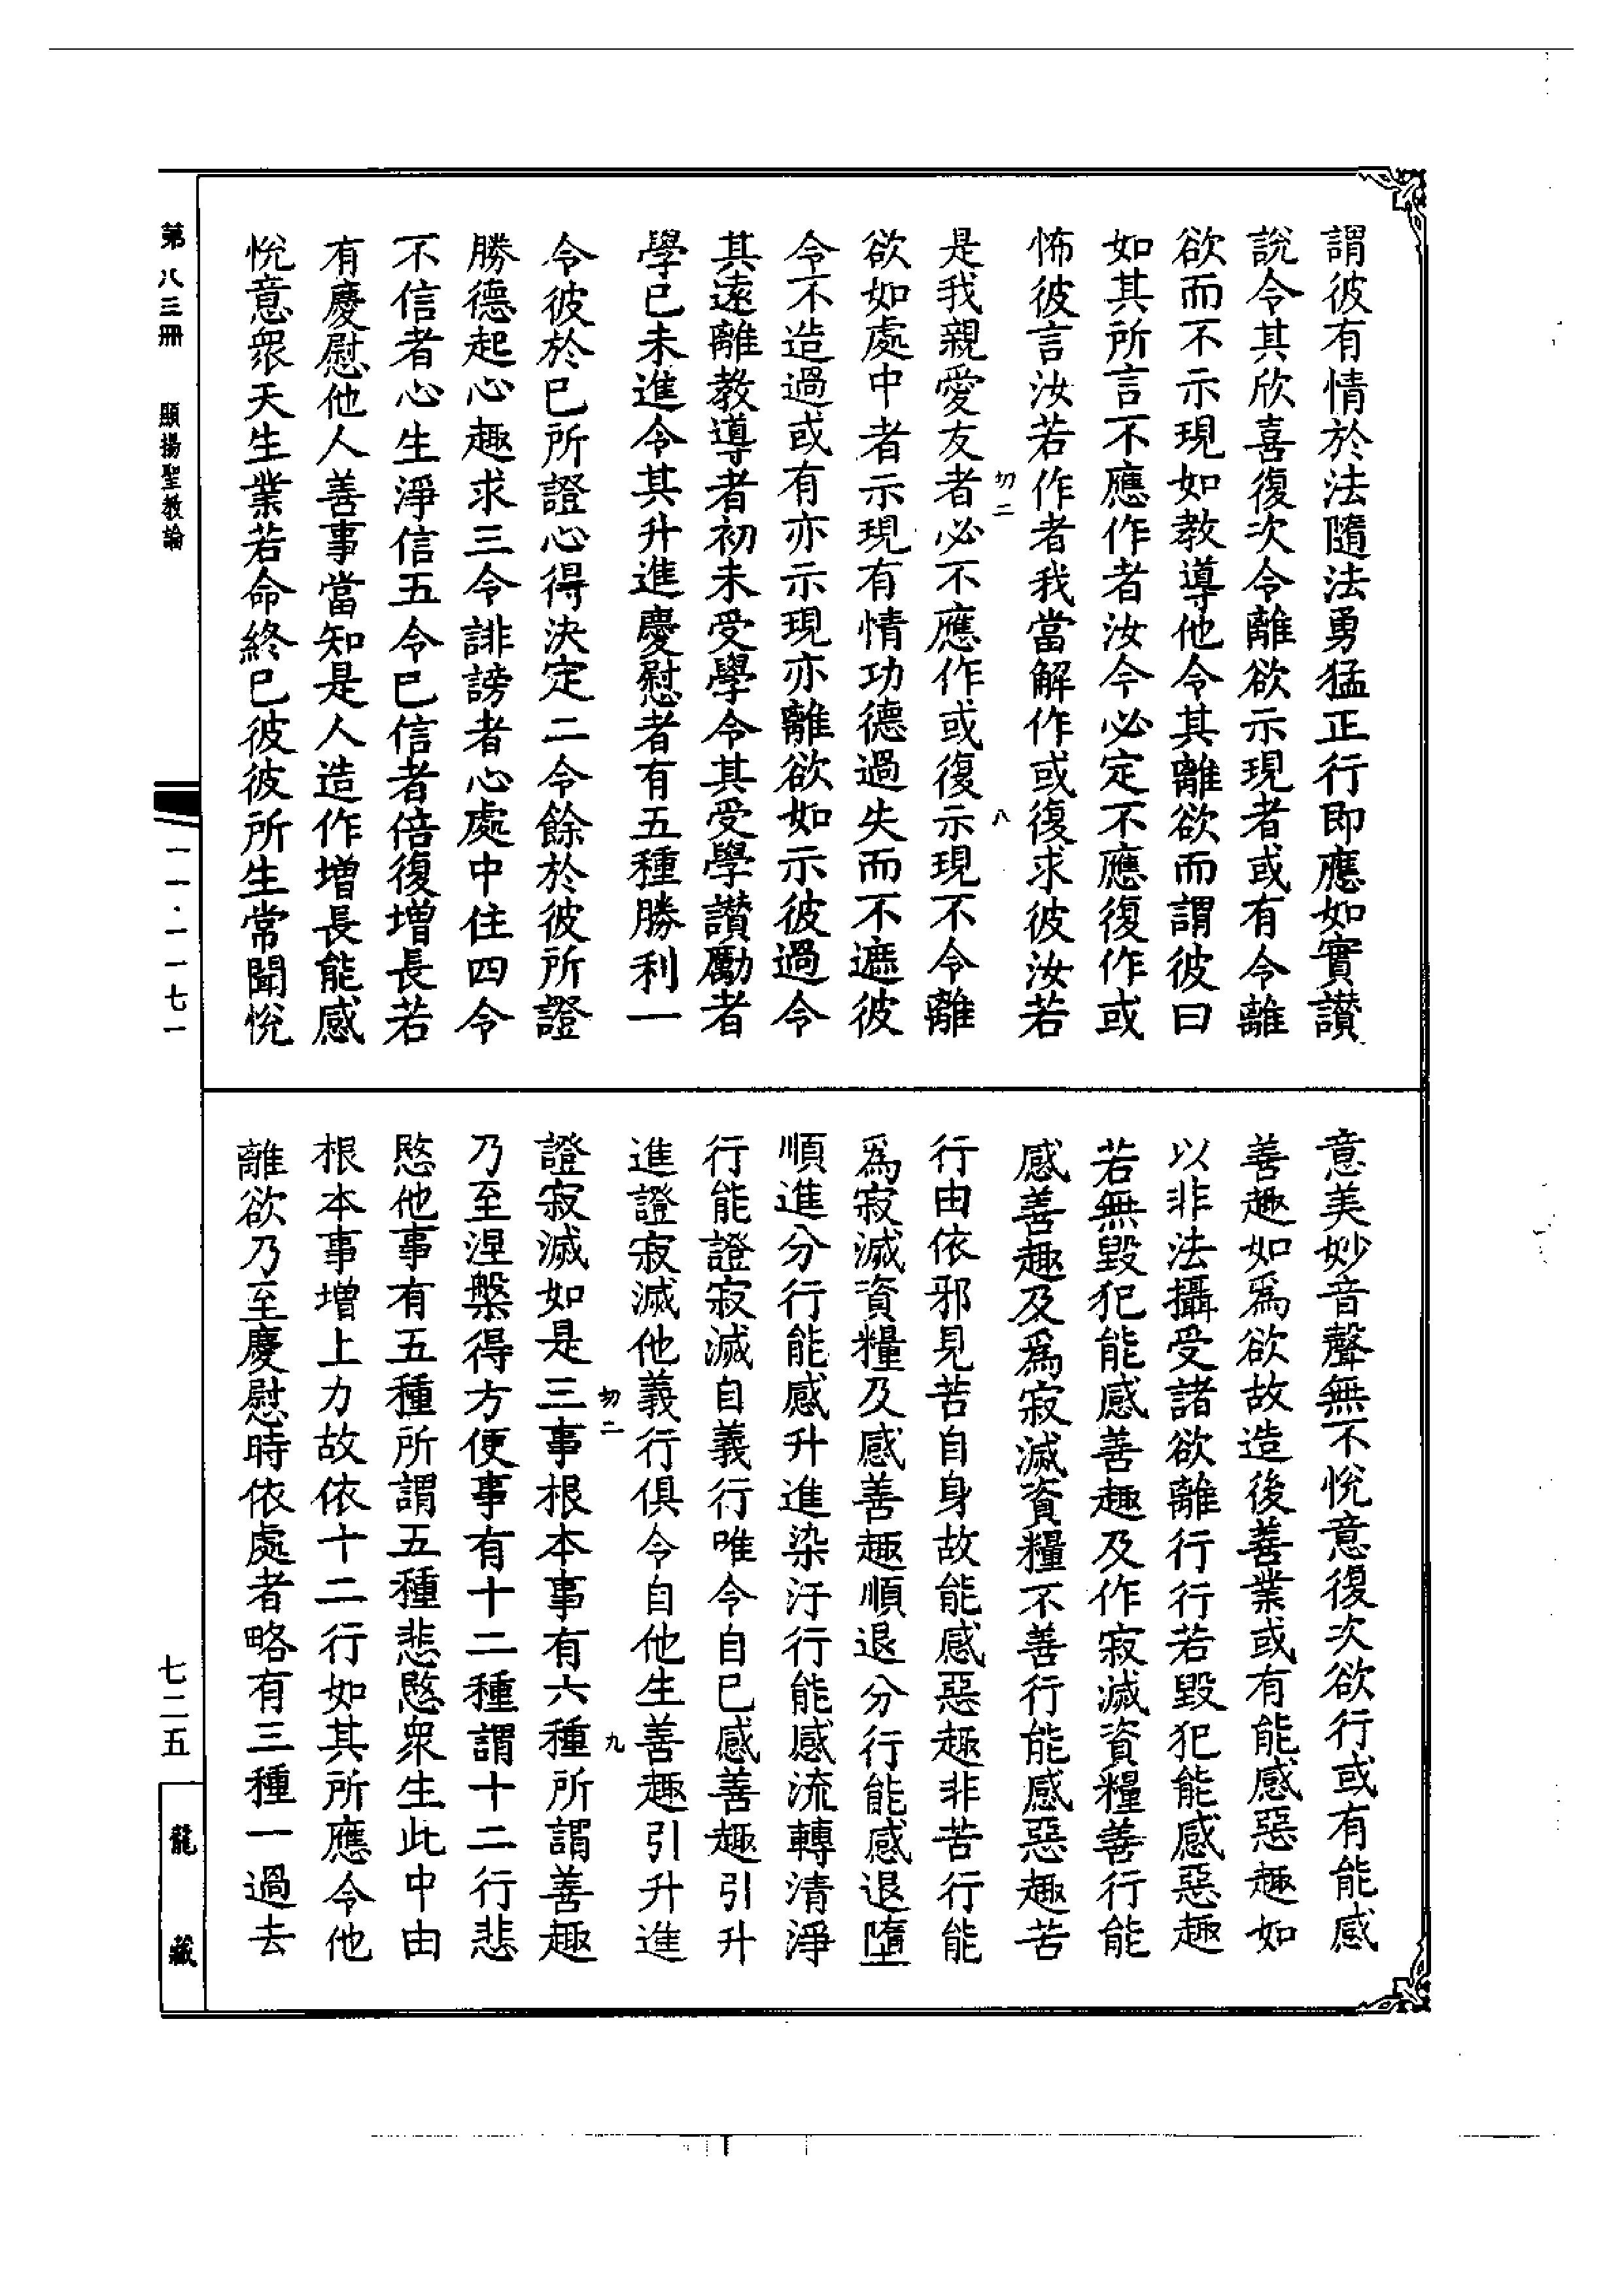 謂彼有情於法隨法勇猛正行即應如實讚
說令其欣喜復次令離欲示現者或有令離
欲而不示現如教導他令其離欲而謂彼曰
如其所言不應作者汝今必定不應復作或
怖彼言汝若作者我當解作或復求彼汝若
㓞二 八
是我親愛友者必不應作或復示現不令離
欲如處中者示現有情功德過失而不遮彼
令不造過或有亦示現亦離欲如示彼過令
其遠離教導者初未受學令其受學讚勵者
學已未進令其升進慶慰者有五種勝利一
令彼於已所證心得決定二令餘於彼所證
勝德起心趣求三令誹謗者心處中住四令
不信者心生淨信五令已信者倍復增長若
有慶慰他人善事當知是人造作增長能感
悅意眾天生業若命終已彼彼所生常聞悅
意美妙音聲無不悅意復次欲行或有能感
善趣如爲欲故造後善業或有能感惡趣如
以非法攝受諸欲離行行若毀犯能感惡趣
若無毀犯能感善趣及作寂滅資糧善行能
感善趣及爲寂滅資糧不善行能感惡趣苦
行由依邪見苦自身故能感惡趣非苦行能
爲寂滅資糧及感善趣順退分行能感退墮
順進分行能感升進染汙行能感流轉清淨
行能證寂滅自義行唯令自已感善趣引升
進證寂滅他義行俱令自他生善趣引升進
㓞二 九
證寂滅如是三事根本事有六種所謂善趣
乃至涅槃得方便事有十二種謂十二行悲
愍他事有五種所謂五種悲愍衆生此中由
根本事增上力故依十二行如其所應令他
離欲乃至慶慰時依處者略有三種一過去
第八三冊 顯揚聖教論
一一·一一七一
七二五
龍藏